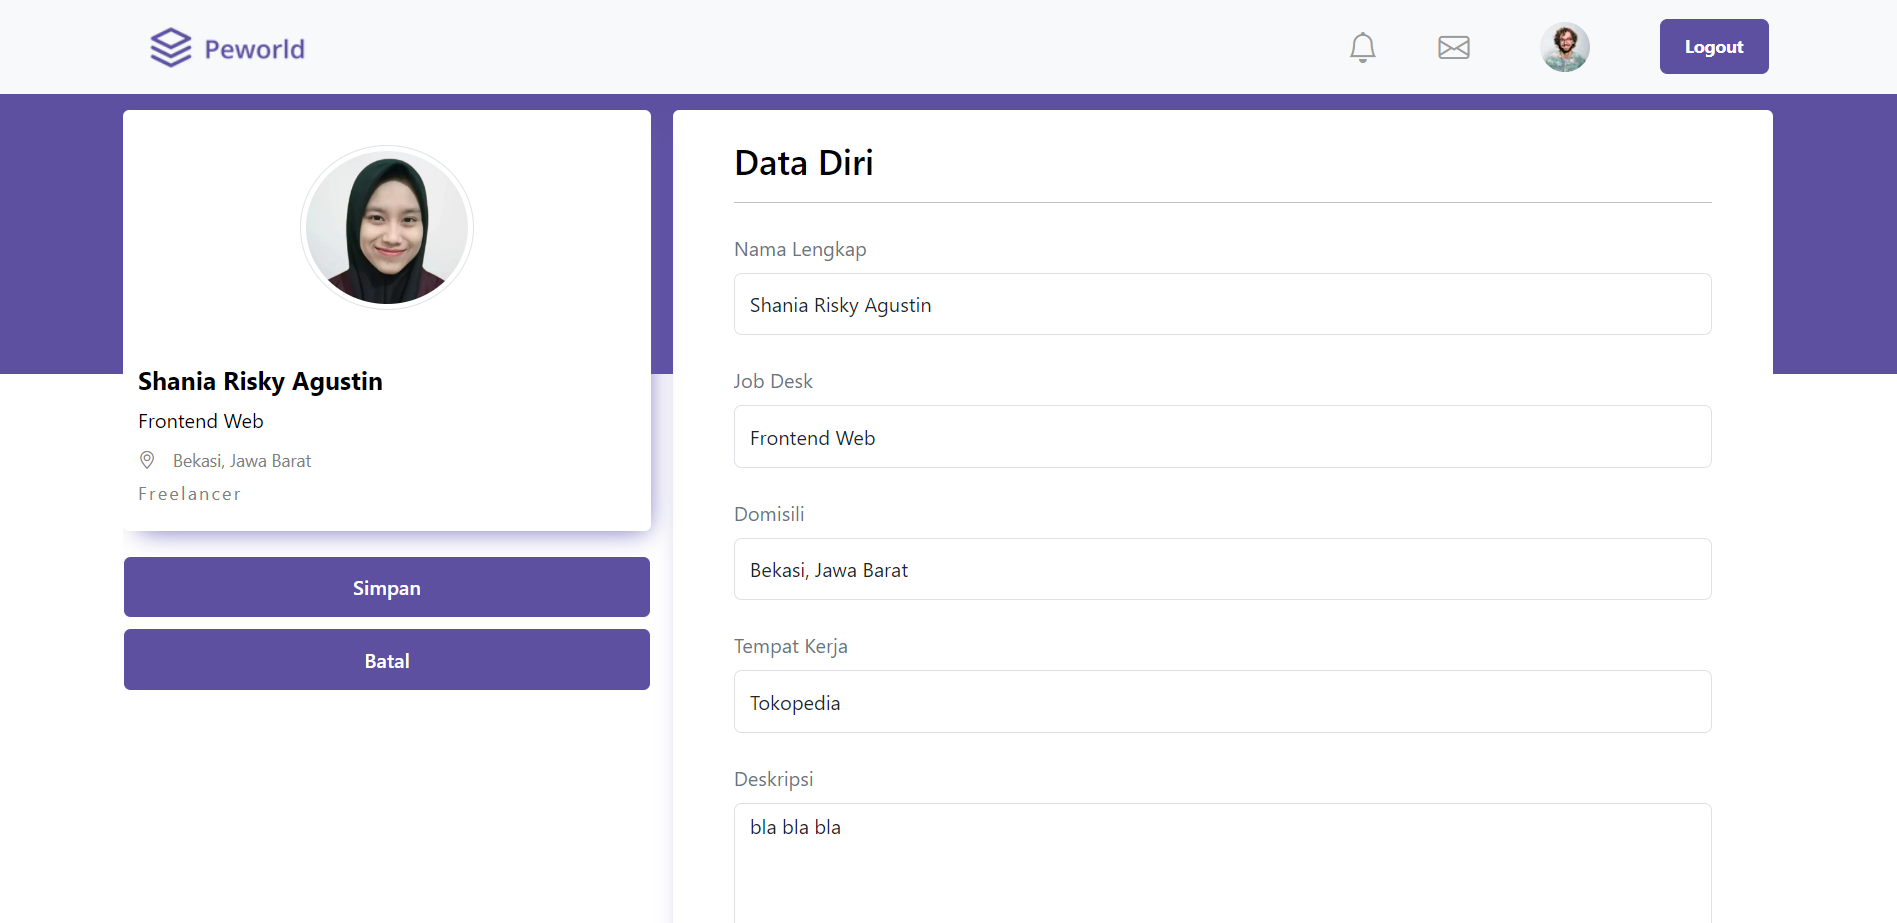 Peworld
Logout
Shania Risky Agustin
Frontend Web
Bekasi, Jawa Barat
Freelancer
Simpan
Batal
Data Diri
Nama Lengkap
Shania Risky Agustin
Job Desk
Frontend Web
Domisili
Bekasi, Jawa Barat
Tempat Kerja
Tokopedia
Deskripsi
bla bla bla